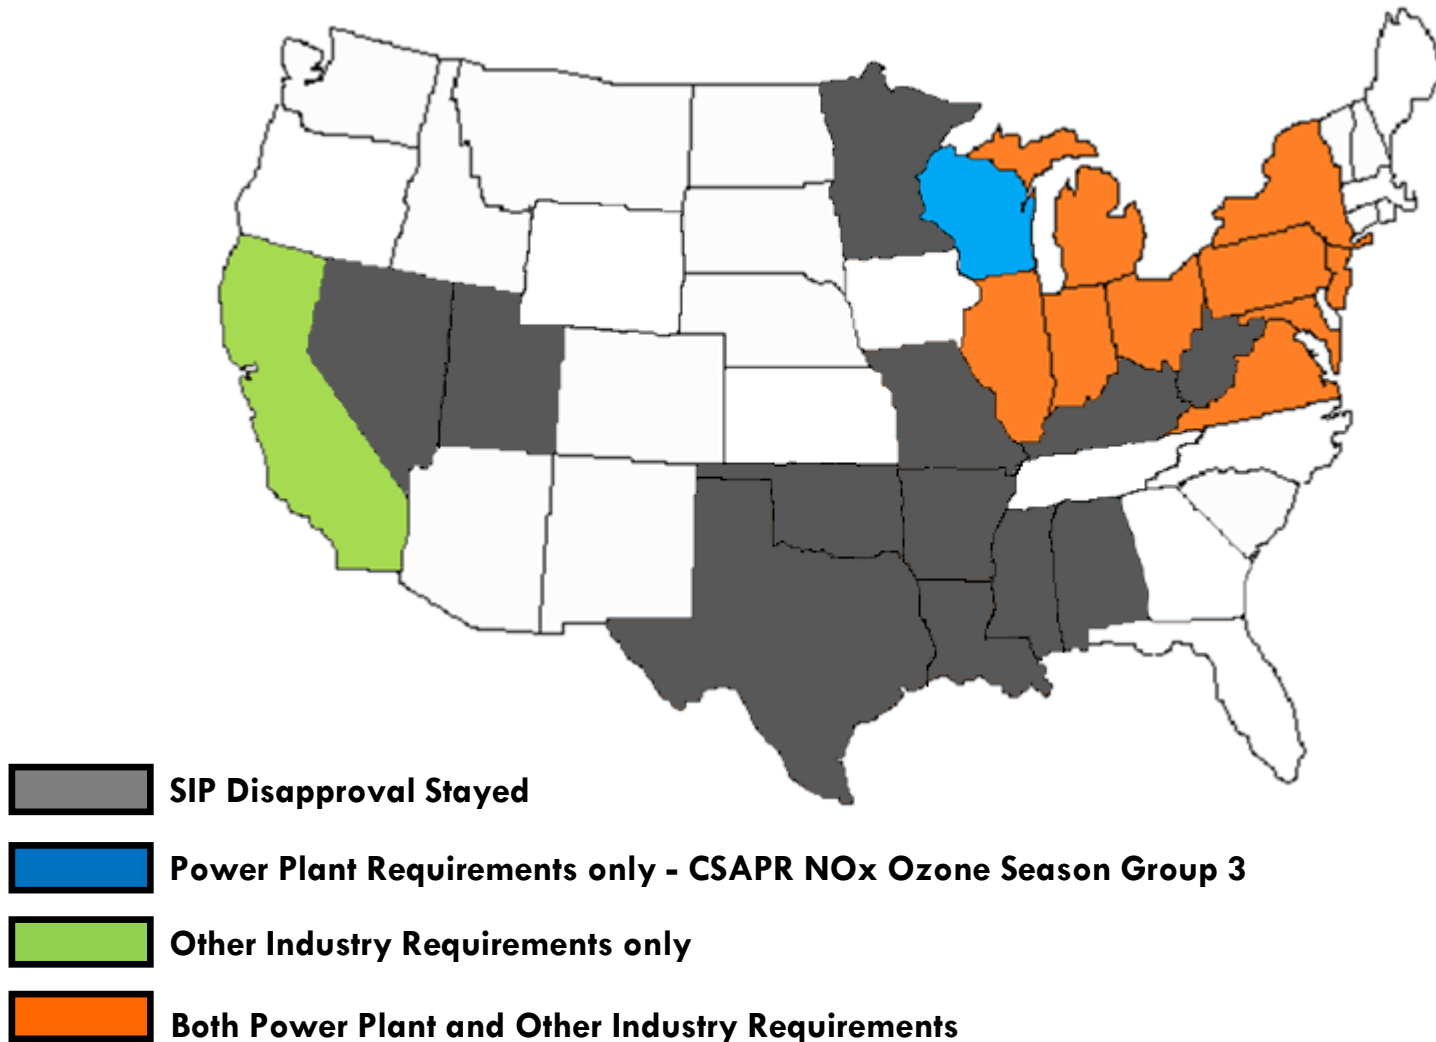 SIP Disapproval Stayed
Power Plant Requirements only - CSAPR NOx Ozone Season Group 3
Other Industry Requirements only
Both Power Plant and Other Industry Requirements